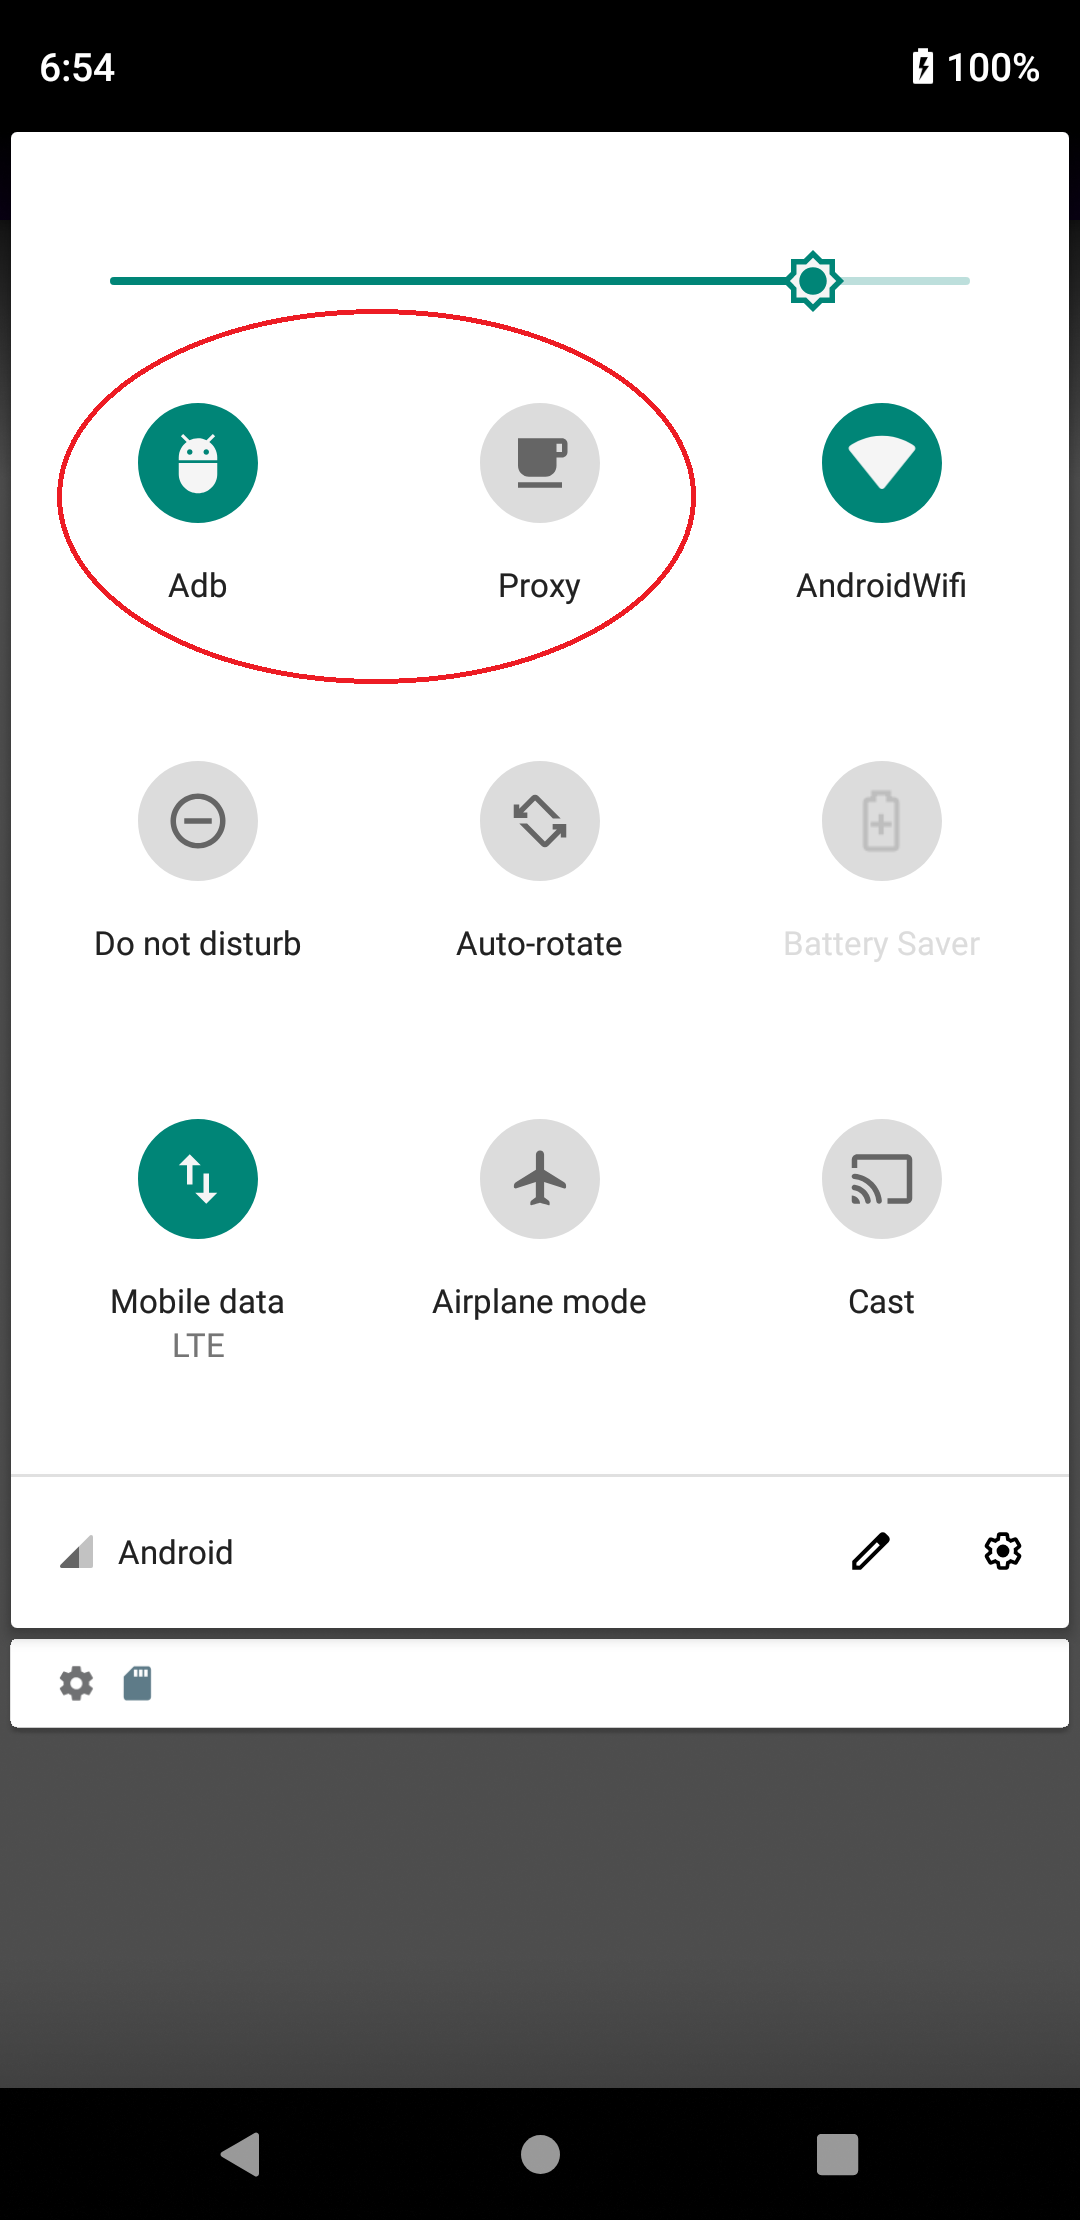 6:54
100%
Adb
Proxy
AndroidWifi
Do not disturb
Auto-rotate
Battery Saver
Mobile data
LTE
Airplane mode
Cast
Android